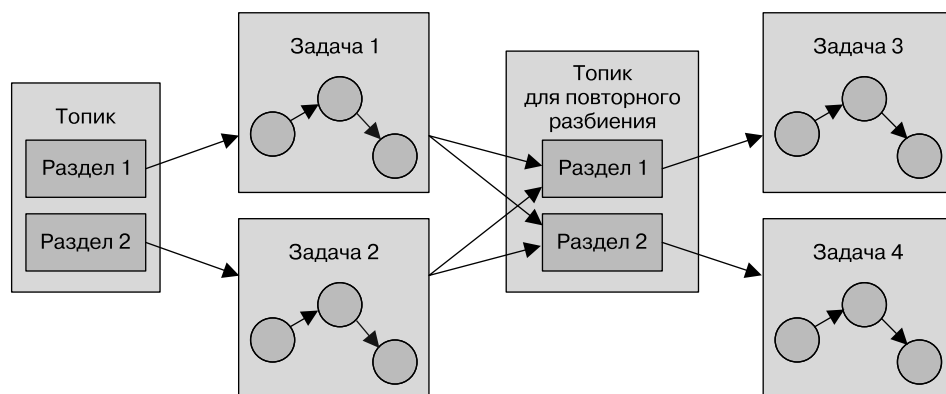 Топик
Раздел 1
Раздел 2
Задача 1
Задача 2
Топик
для повторного
разбиения
Раздел 1
Раздел 2
Задача 3
Задача 4